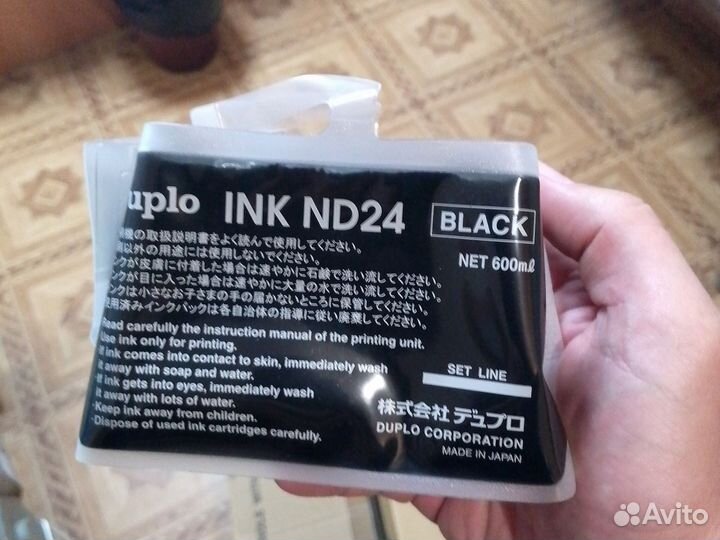 uplo INK ND24 BLACK
NET 600mℓ
機の取扱説明書をよく読んで使用してください。
以外の用途には使用しないでください。
ンクが皮膚に付着した場合は速やかに石鹸で洗い流してください。
ンクが目に入った場合は速やかに大量の水で洗い流してください。
ンクは小さなお子さまの手の届かないところに保管してください。
用済みインクパックは各自治体の指導に従い廃棄してください。
Read carefully the instruction manual of the printing unit.
Use ink only for printing.
If ink comes into contact to skin, immediately wash
it away with soap and water.
If ink gets into eyes, immediately wash
it away with lots of water.
·Keep ink away from children.
·Dispose of used ink cartridges carefully.
SET LINE
株式会社 デュプロ
DUPLO CORPORATION
MADE IN JAPAN
Avito